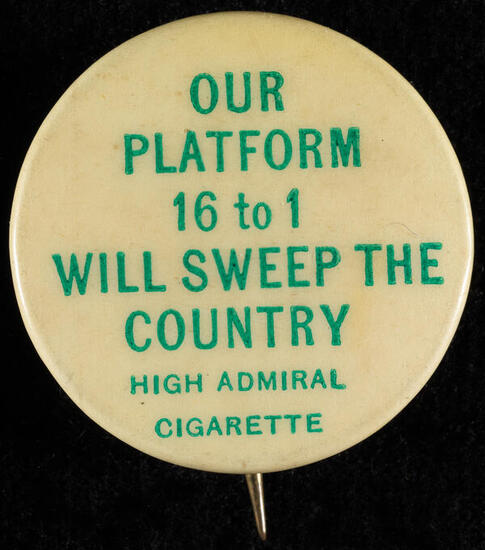 OUR
PLATFORM
16 to 1
WILL SWEEP THE
COUNTRY
HIGH ADMIRAL
CIGARETTE